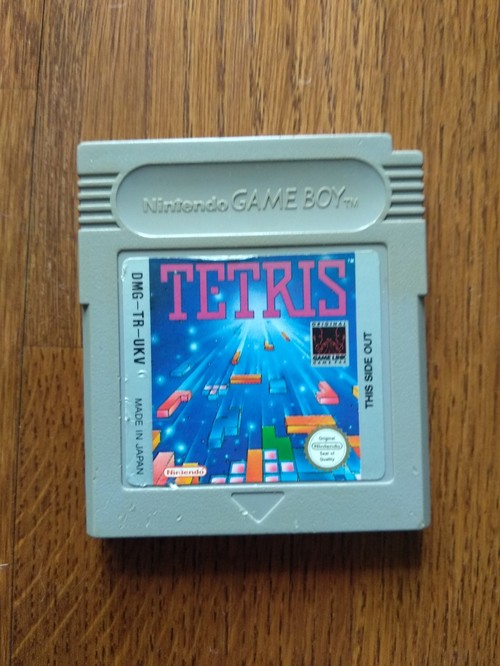 Nintendo GAME BOY TM
TETRIS TM
DMG-TR-UKV
MADE IN JAPAN
ORIGINAL
GAME LINK
THIS SIDE OUT
Original
Nintendo
Seal of
Quality
Nintendo